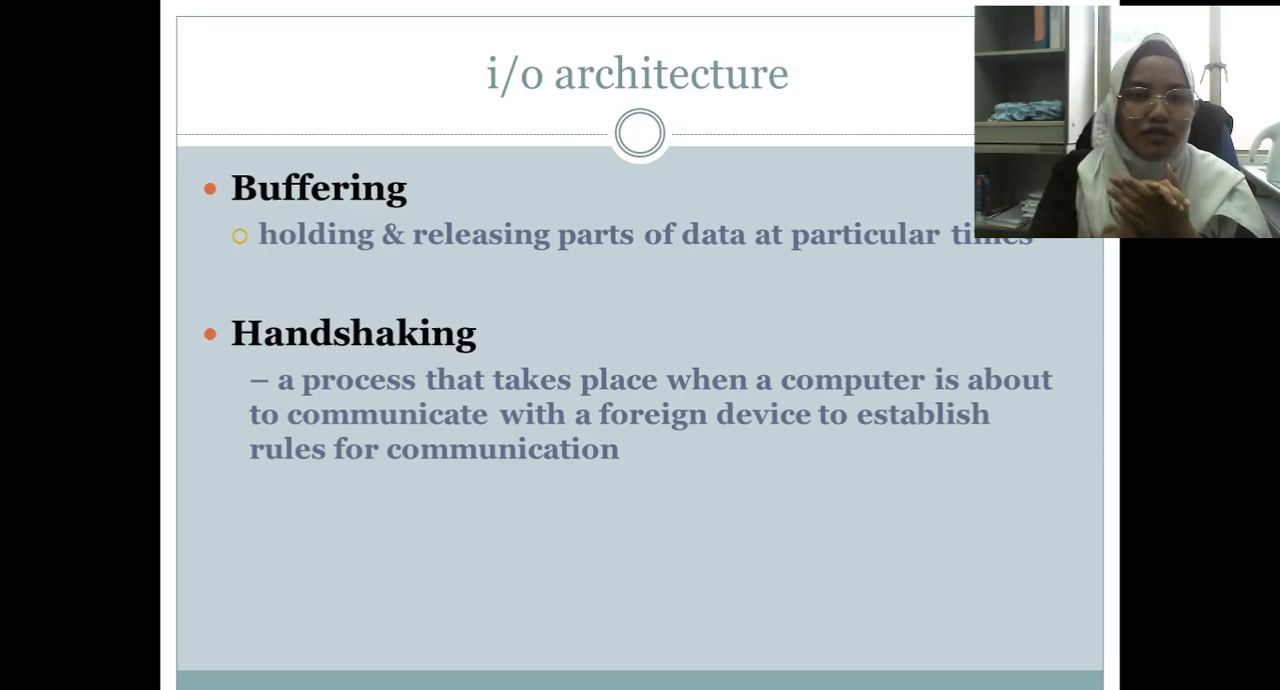 i/o architecture
Buffering
holding & releasing parts of data at particular times
Handshaking
– a process that takes place when a computer is about
to communicate with a foreign device to establish
rules for communication